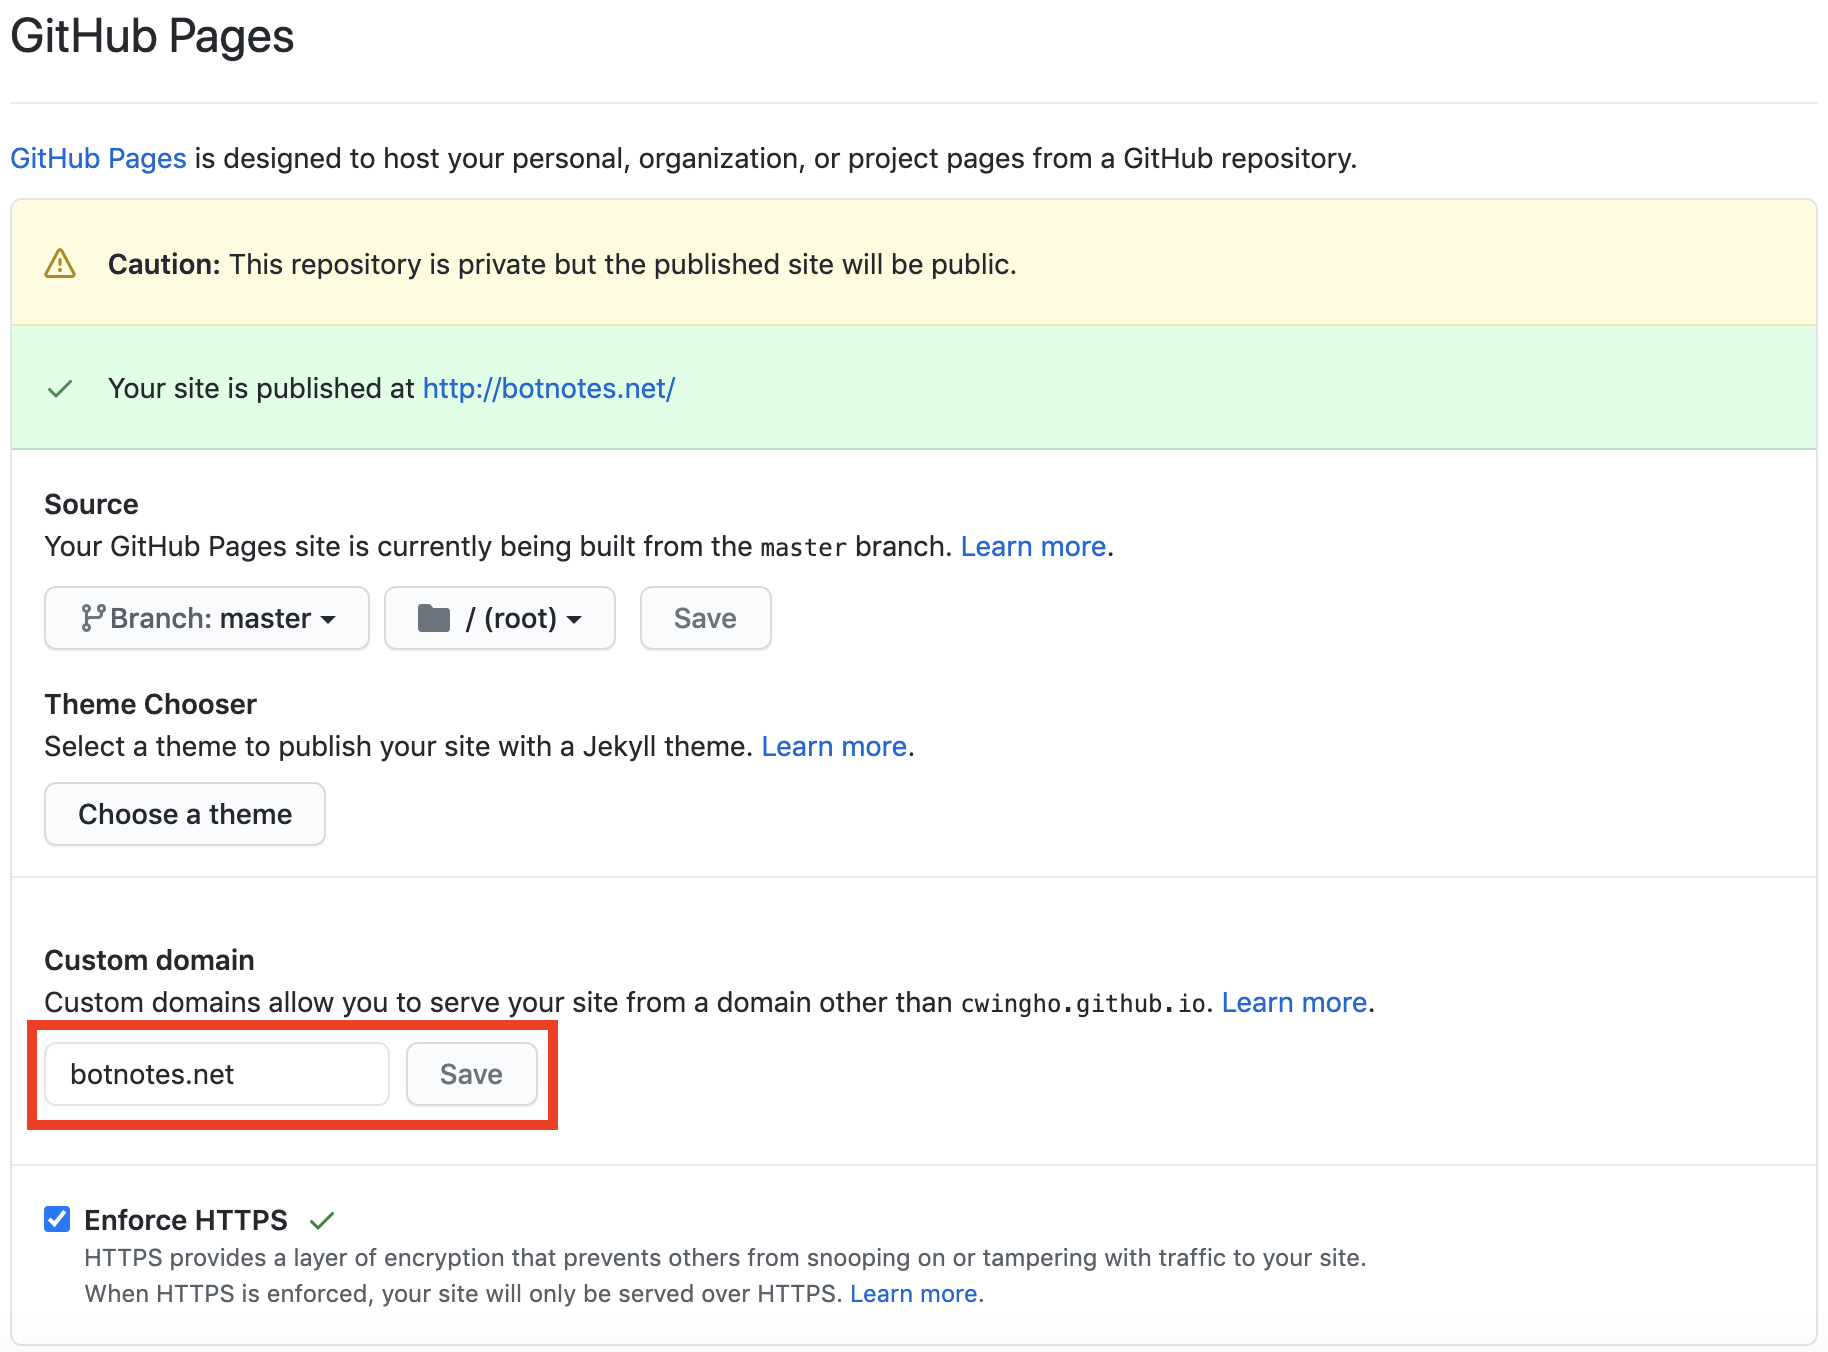 GitHub Pages
GitHub Pages is designed to host your personal, organization, or project pages from a GitHub repository.
Caution: This repository is private but the published site will be public.
Your site is published at http://botnotes.net/
Source
Your GitHub Pages site is currently being built from the master branch. Learn more.
Branch: master / (root) Save
Theme Chooser
Select a theme to publish your site with a Jekyll theme. Learn more.
Choose a theme
Custom domain
Custom domains allow you to serve your site from a domain other than cwingho.github.io. Learn more.
botnotes.net Save
Enforce HTTPS
HTTPS provides a layer of encryption that prevents others from snooping on or tampering with traffic to your site.
When HTTPS is enforced, your site will only be served over HTTPS. Learn more.